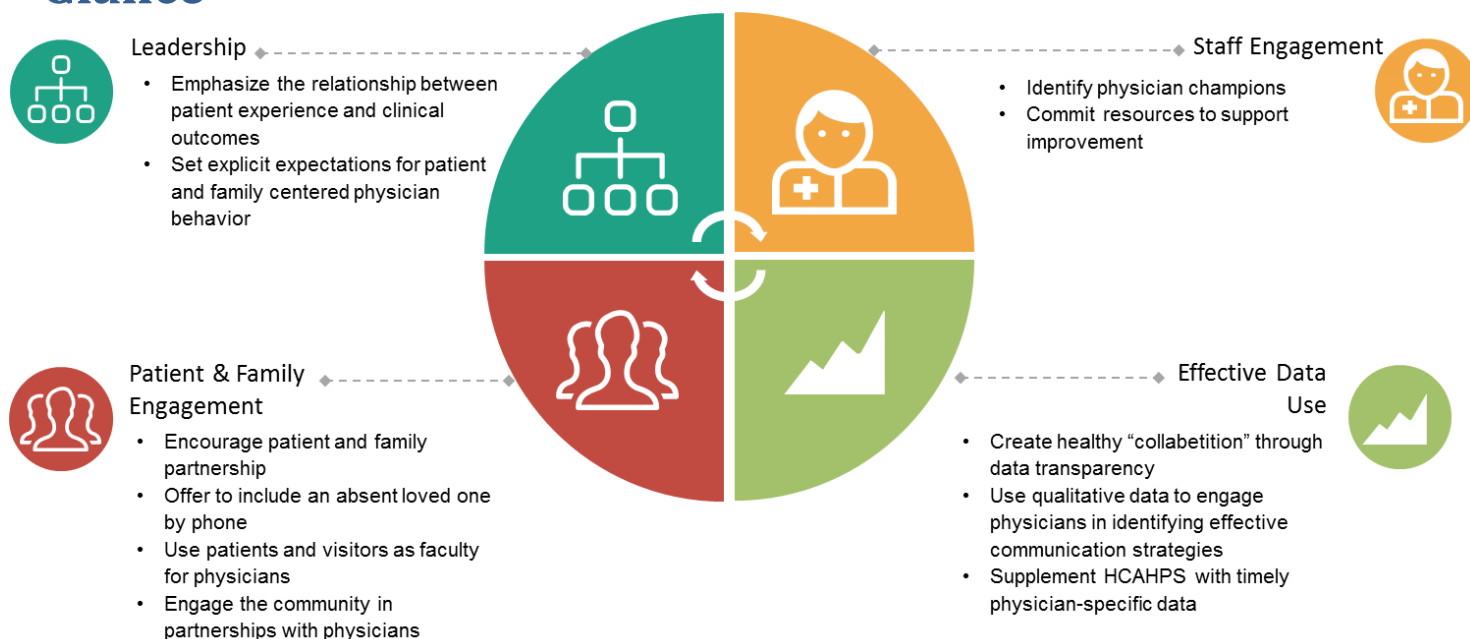 Glance
Leadership
• Emphasize the relationship between
patient experience and clinical
outcomes
• Set explicit expectations for patient
and family centered physician
behavior
Staff Engagement
• Identify physician champions
• Commit resources to support
improvement
Patient & Family
Engagement
• Encourage patient and family
partnership
• Offer to include an absent loved one
by phone
• Use patients and visitors as faculty
for physicians
• Engage the community in
partnerships with physicians
Effective Data
Use
• Create healthy “collabetition” through
data transparency
• Use qualitative data to engage
physicians in identifying effective
communication strategies
• Supplement HCAHPS with timely
physician-specific data